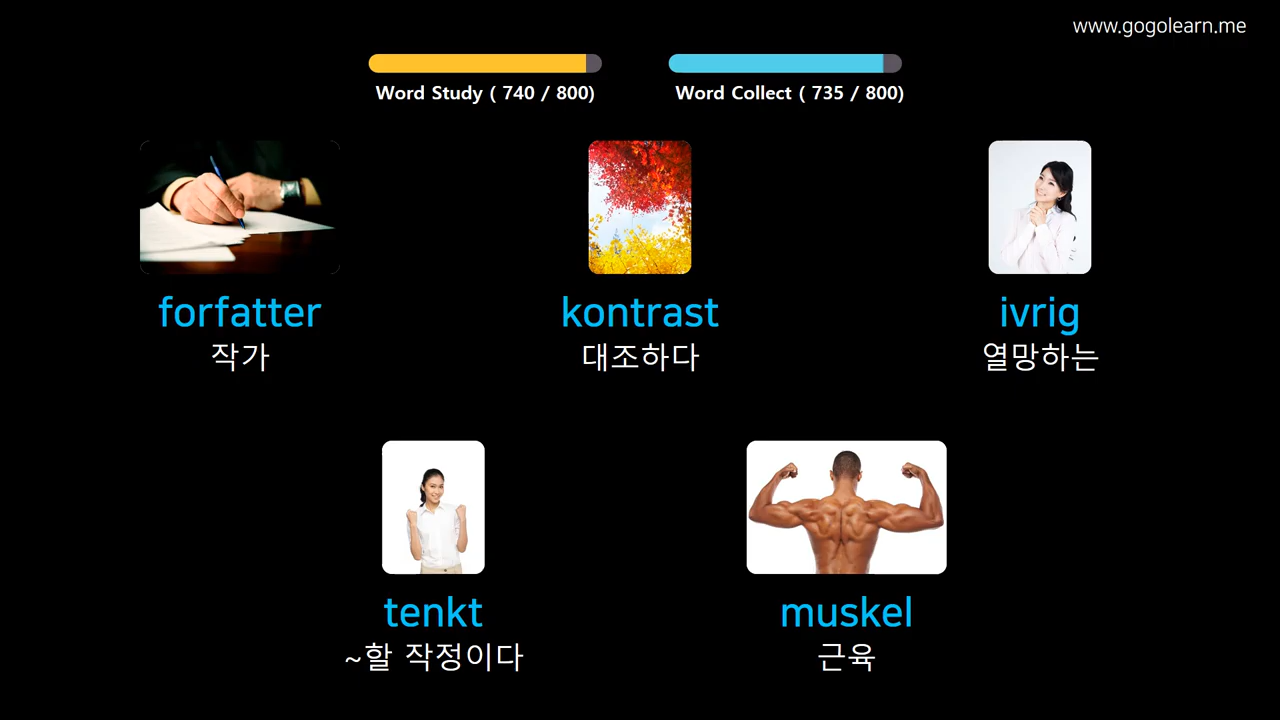 www.gogolearn.me
Word Study ( 740 / 800)
Word Collect ( 735 / 800)
forfatter
작가
kontrast
대조하다
ivrig
열망하는
tenkt
~할 작정이다
muskel
근육